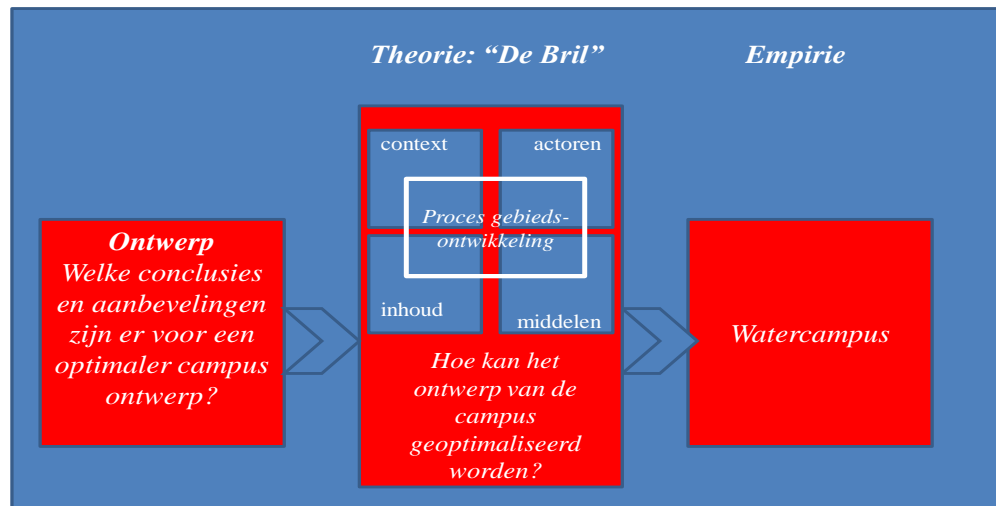 Theorie: “De Bril”
Empirie
Ontwerp
Welke conclusies
en aanbevelingen
zijn er voor een
optimaler campus
ontwerp?
context
actoren
Proces gebieds-
ontwikkeling
inhoud
middelen
Hoe kan het
ontwerp van de
campus
geoptimaliseerd
worden?
Watercampus